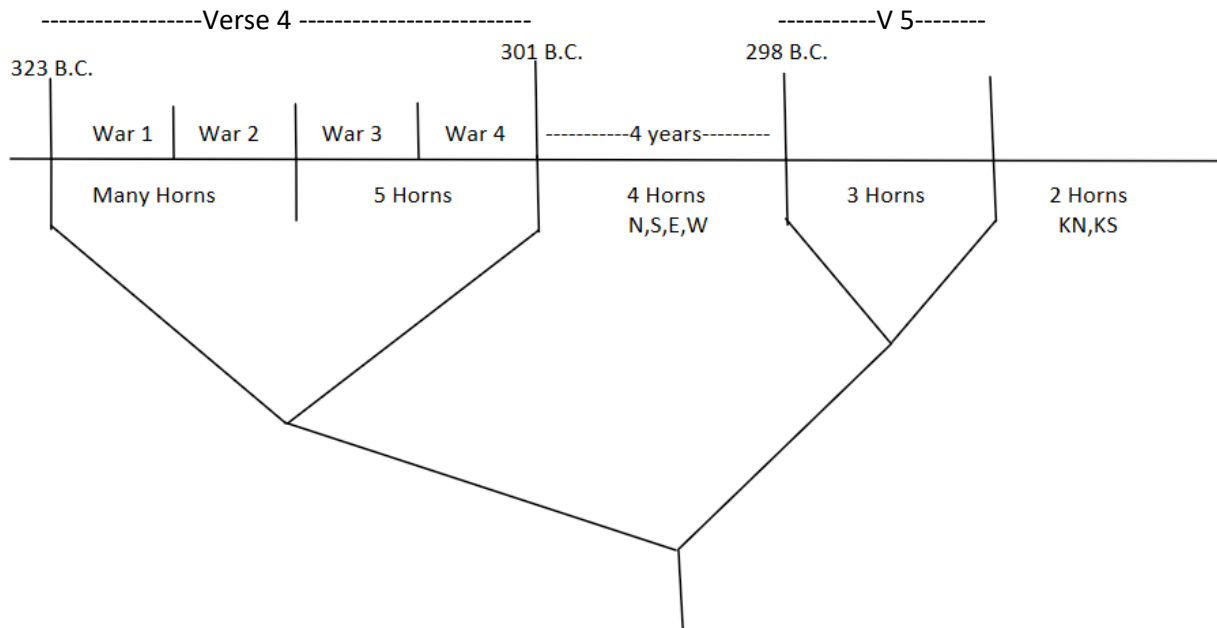 -----------------Verse 4 ------------------------
-----------V 5--------
323 B.C.
301 B.C.
298 B.C.
War 1
War 2
War 3
War 4
-----------4 years---------
Many Horns
5 Horns
4 Horns
N,S,E,W
3 Horns
2 Horns
KN,KS